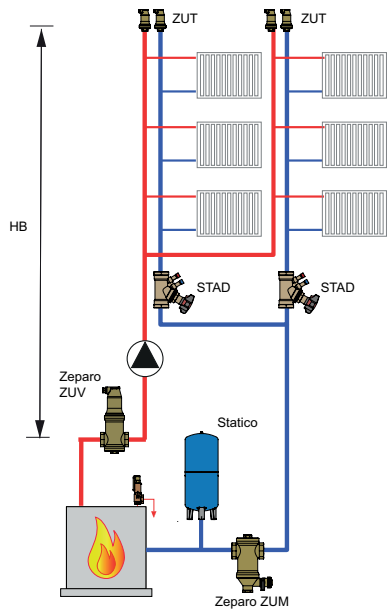 ZUT
ZUT
HB
STAD
STAD
Zeparo
ZUV
Statico
Zeparo ZUM